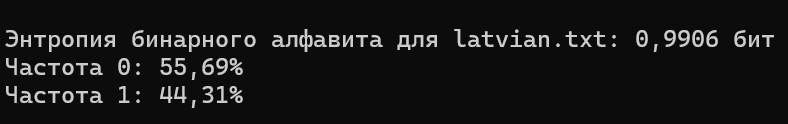 Энтропия бинарного алфавита для latvian.txt: 0,9906 бит
Частота 0: 55,69%
Частота 1: 44,31%